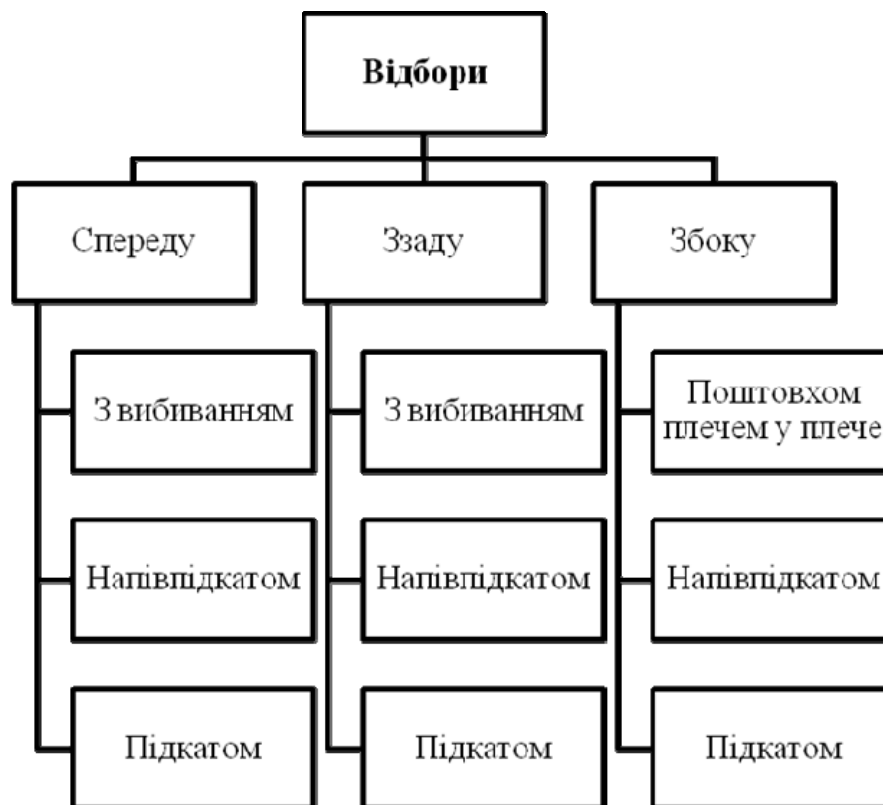 Відбори
Спереду
Ззаду
Збоку
З вибиванням
З вибиванням
Поштовхом
плечем у плече
Напівпідкатом
Напівпідкатом
Напівпідкатом
Підкатом
Підкатом
Підкатом